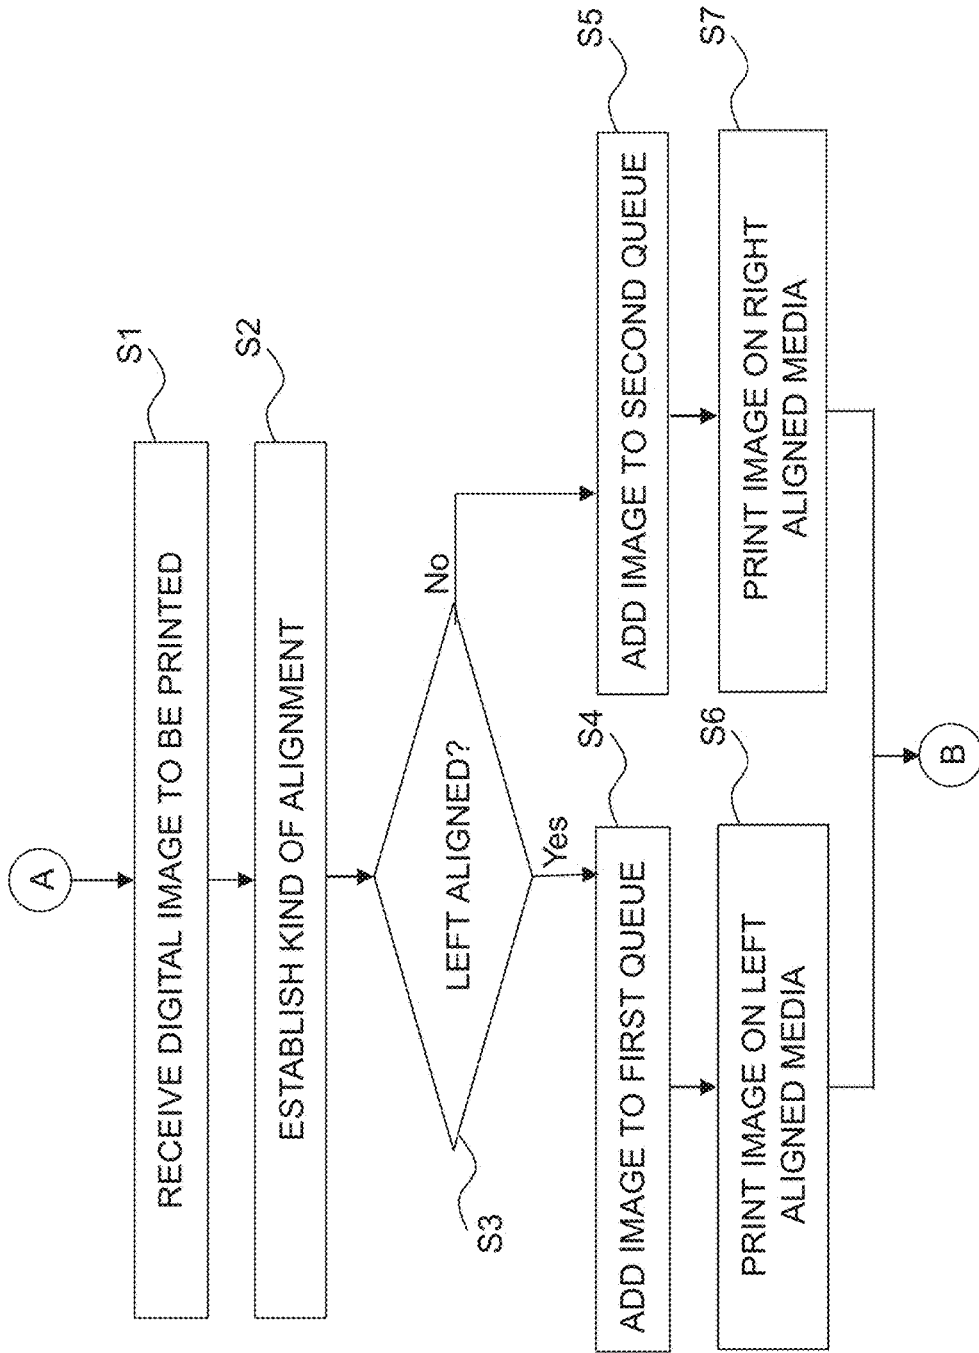 A
RECEIVE DIGITAL IMAGE TO BE PRINTED
S1
ESTABLISH KIND OF ALIGNMENT
S2
LEFT ALIGNED?
S3
No
Yes
ADD IMAGE TO FIRST QUEUE
S4
ADD IMAGE TO SECOND QUEUE
S5
PRINT IMAGE ON LEFT
ALIGNED MEDIA
S6
PRINT IMAGE ON RIGHT
ALIGNED MEDIA
S7
B